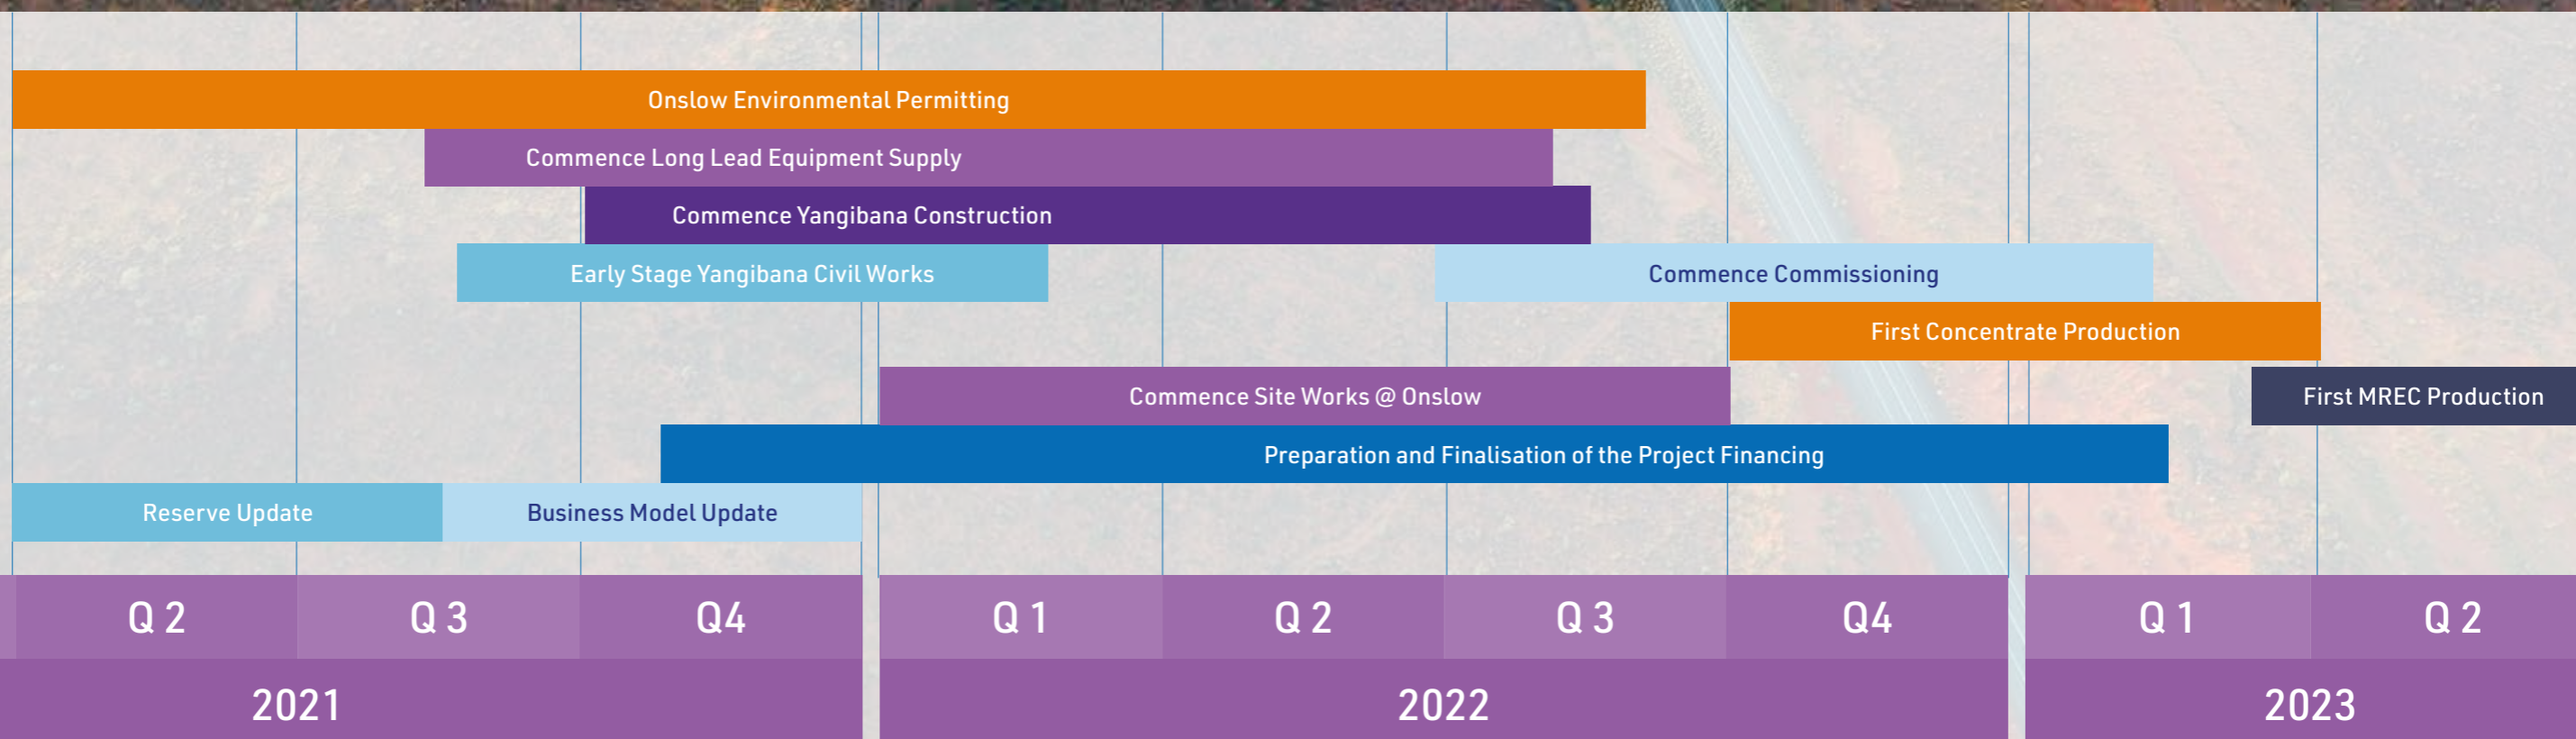 Onslow Environmental Permitting
Commence Long Lead Equipment Supply
Commence Yangibana Construction
Early Stage Yangibana Civil Works
Commence Commissioning
First Concentrate Production
Commence Site Works @ Onslow
First MREC Production
Preparation and Finalisation of the Project Financing
Reserve Update
Business Model Update
Q 2
Q 3
Q4
Q 1
Q 2
Q 3
Q4
Q 1
Q 2
2021
2022
2023